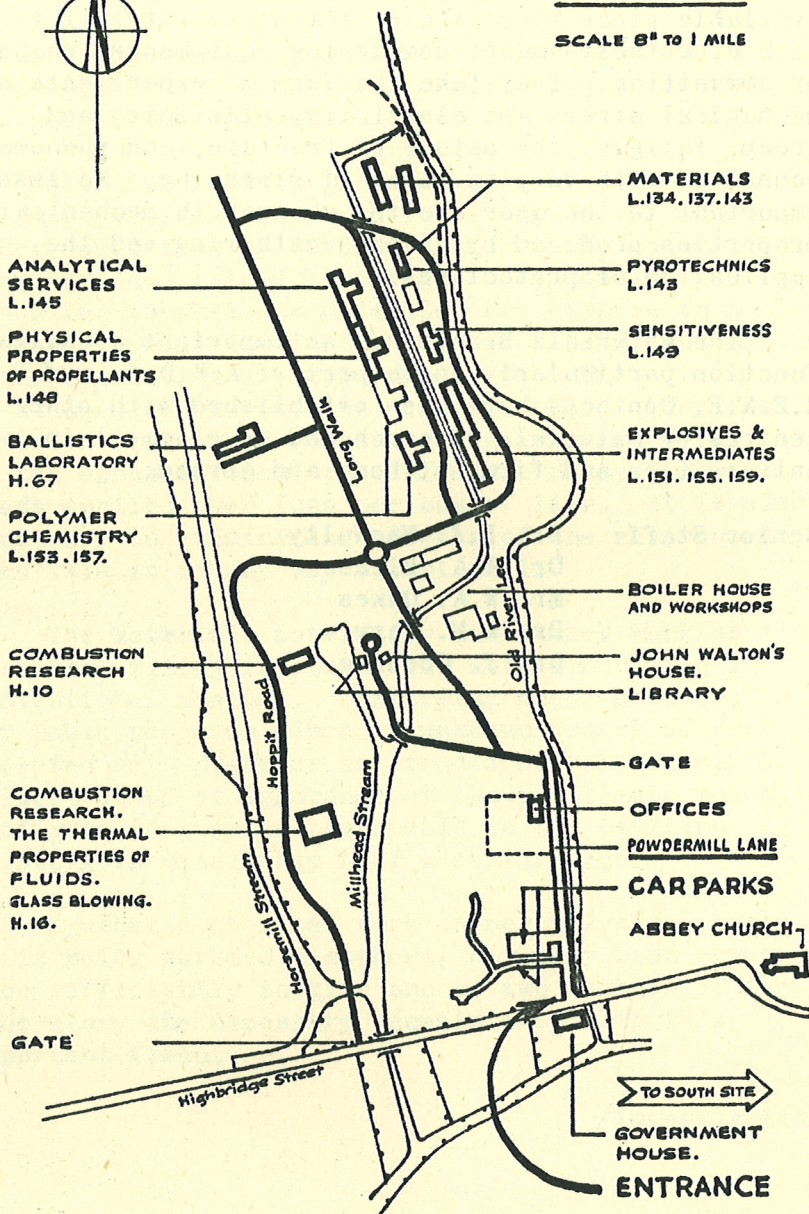 SCALE 8" TO 1 MILE
MATERIALS
L.134.137.143
PYROTECHNICS
L.143
SENSITIVENESS
L.149
EXPLOSIVES &
INTERMEDIATES
L.151.155.159.
BOILER HOUSE
AND WORKSHOPS
JOHN WALTON'S
HOUSE.
LIBRARY
GATE
OFFICES
POWDERMILL LANE
CAR PARKS
ABBEY CHURCH
TO SOUTH SITE
GOVERNMENT
HOUSE.
ENTRANCE
ANALYTICAL
SERVICES
L.145
PHYSICAL
PROPERTIES
OF PROPELLANTS
L.148
BALLISTICS
LABORATORY
H.67
POLYMER
CHEMISTRY
L.153.157.
COMBUSTION
RESEARCH
H.10
COMBUSTION
RESEARCH.
THE THERMAL
PROPERTIES OF
FLUIDS.
GLASS BLOWING.
H.16.
GATE
Long Walk
Old River Lea
Hoppit Road
Millhead Stream
Horsemill Stream
Highbridge Street